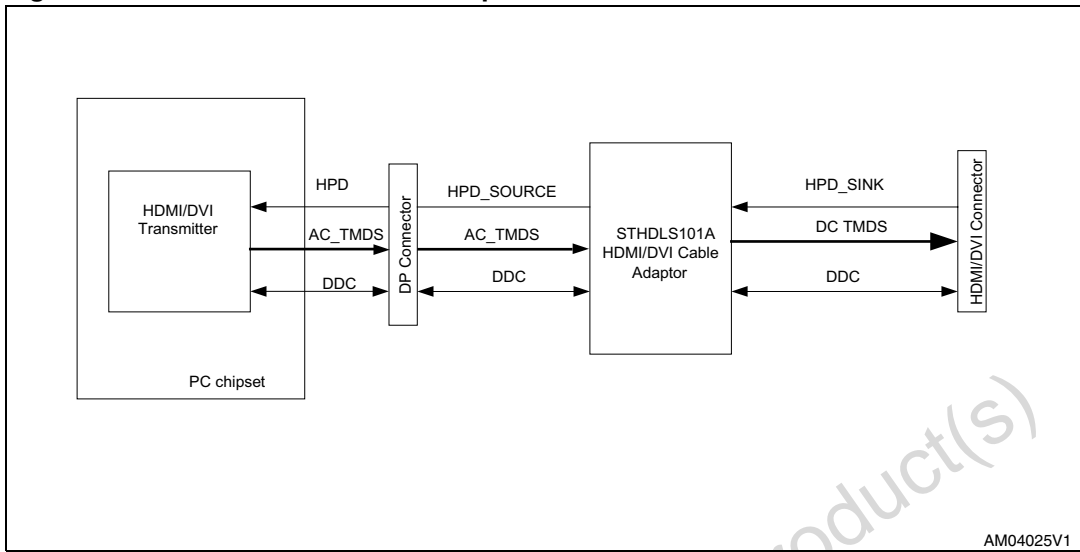 HDMI/DVI
Transmitter
PC chipset
HPD
AC_TMDS
DDC
DP Connector
HPD_SOURCE
AC_TMDS
DDC
STHDLS101A
HDMI/DVI Cable
Adaptor
HPD_SINK
DC TMDS
DDC
HDMI/DVI Connector
oduct(s)
AM04025V1